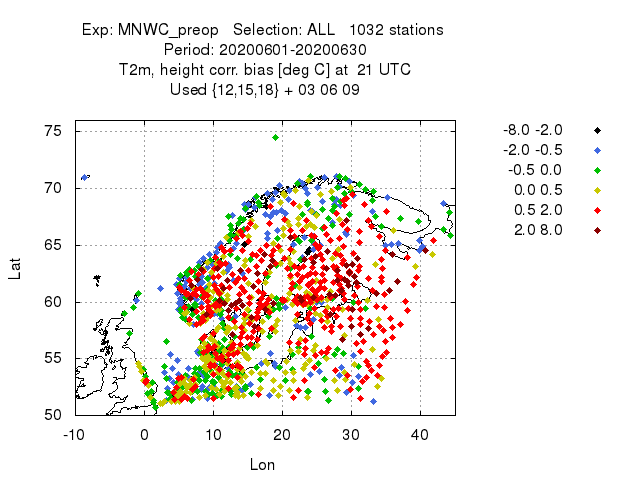 Exp: MNWC_preop Selection: ALL 1032 stations
Period: 20200601-20200630
T2m, height corr. bias [deg C] at 21 UTC
Used {12,15,18} + 03 06 09
-8.0 -2.0
-2.0 -0.5
-0.5 0.0
0.0 0.5
0.5 2.0
2.0 8.0
75
70
65
60
55
50
Lat
-10 0 10 20 30 40
Lon